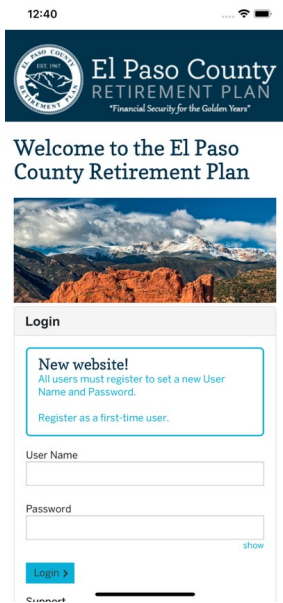 12:40
EL PASO COUNTY
EST. 1967
RETIREMENT PLAN
El Paso County
RETIREMENT PLAN
"Financial Security for the Golden Years"
Welcome to the El Paso
County Retirement Plan
Login
New website!
All users must register to set a new User
Name and Password.
Register as a first-time user.
User Name
Password
show
Login
Support